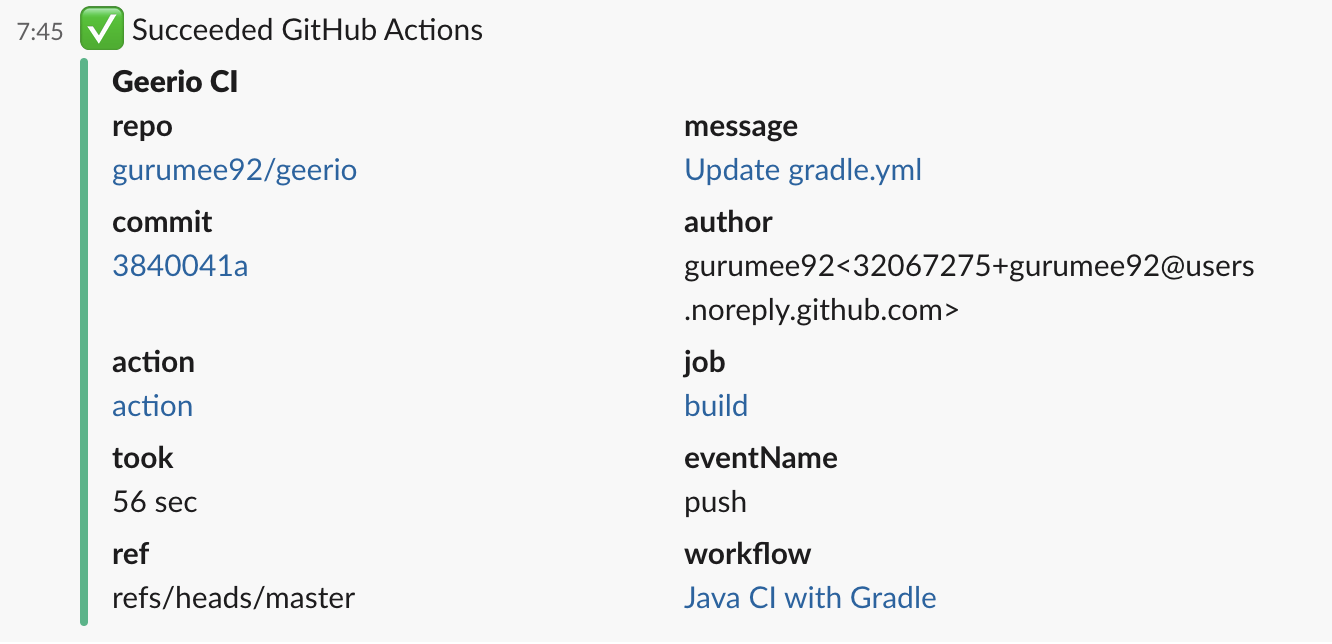 7:45 ✅ Succeeded GitHub Actions
Geerio CI
repo
gurumee92/geerio
message
Update gradle.yml
commit
3840041a
author
gurumee92<32067275+gurumee92@users
.noreply.github.com>
action
action
job
build
took
56 sec
eventName
push
ref
refs/heads/master
workflow
Java CI with Gradle